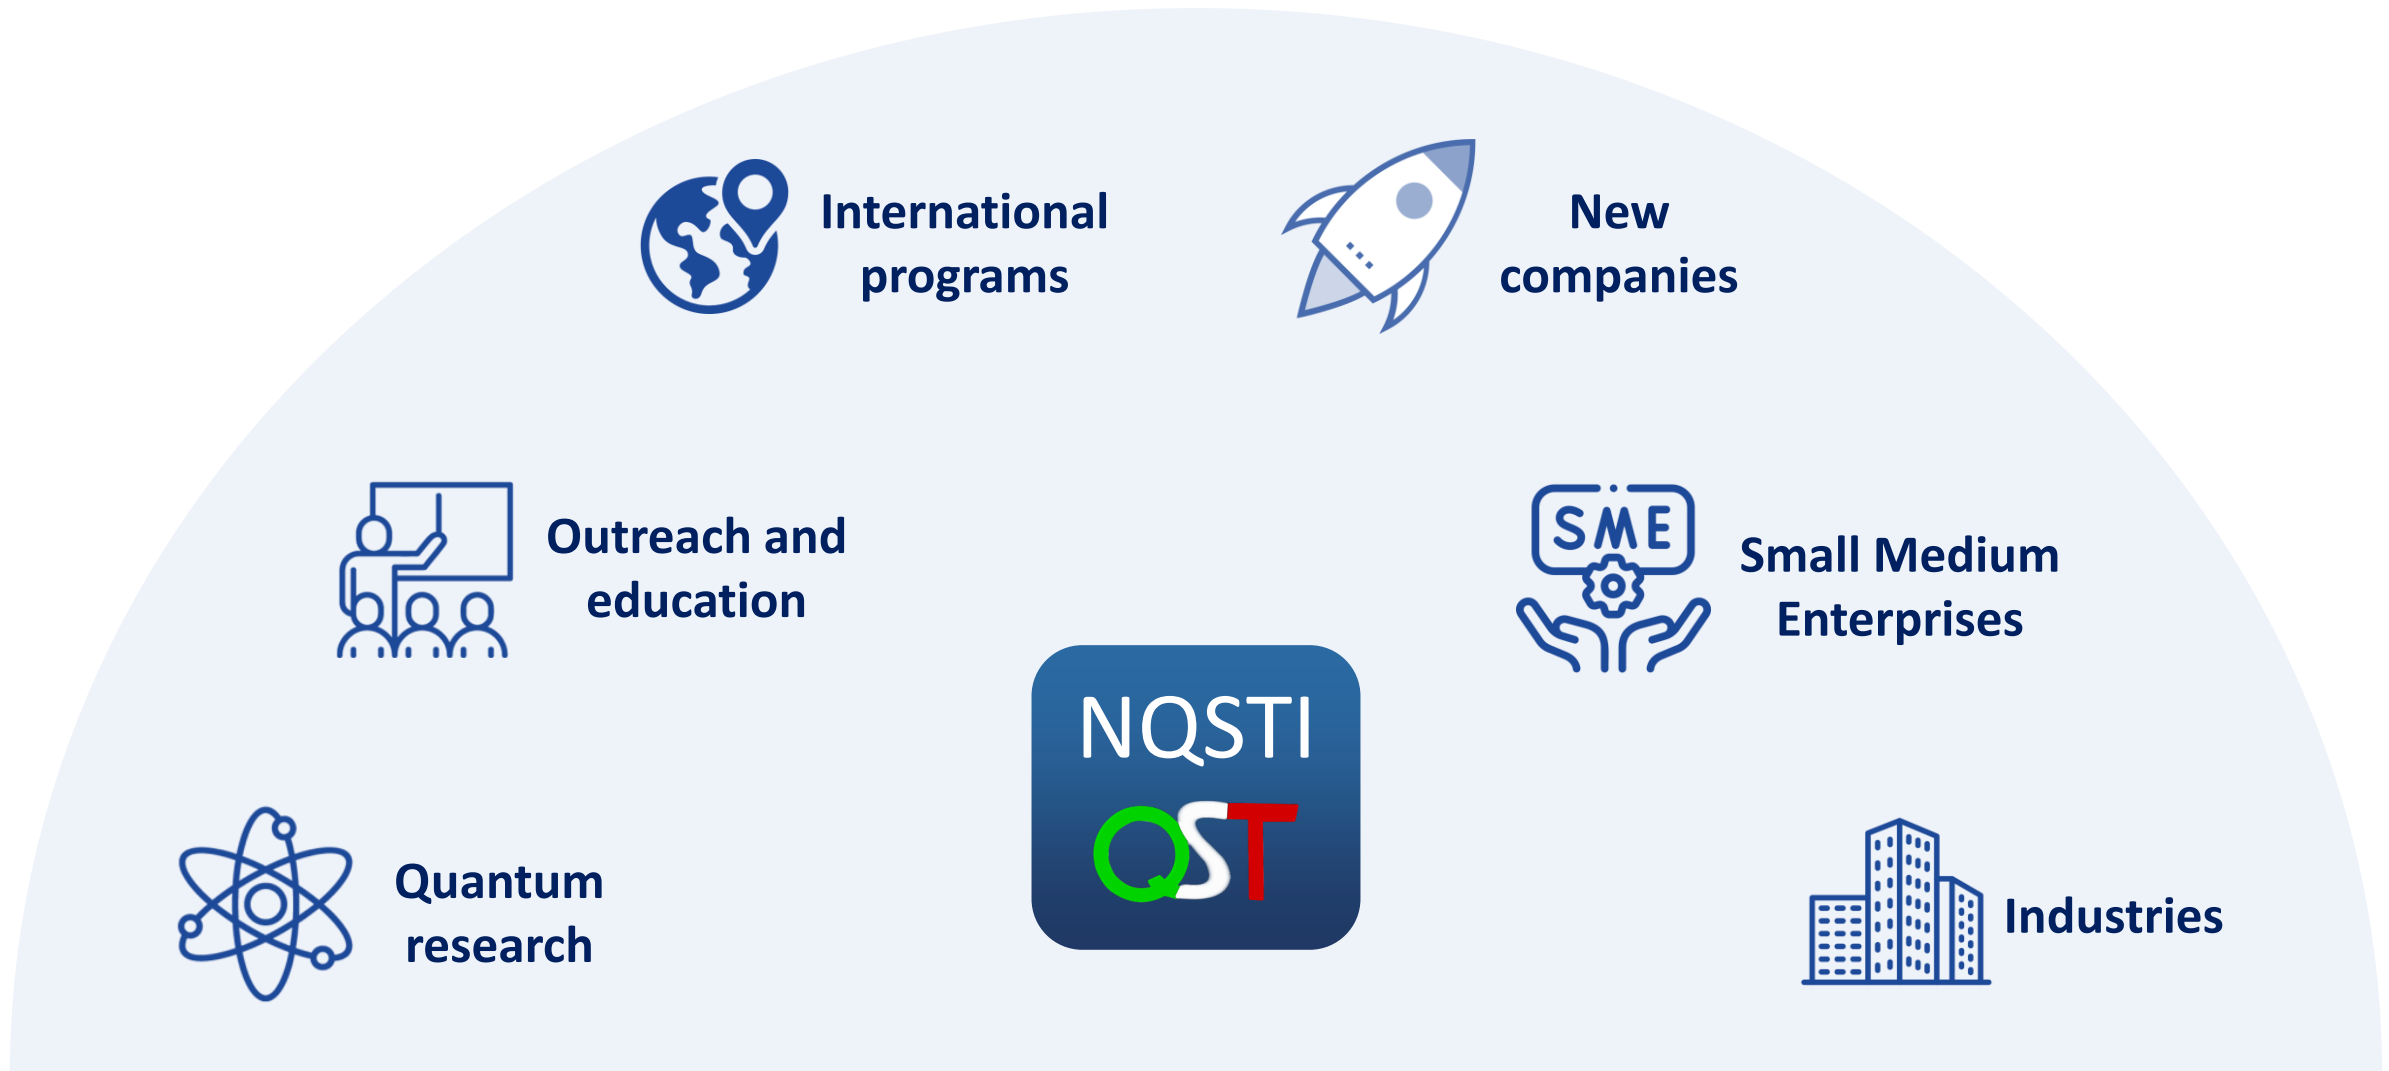 International
programs
New
companies
Outreach and
education
SME
Small Medium
Enterprises
NQSTI
QST
Quantum
research
Industries